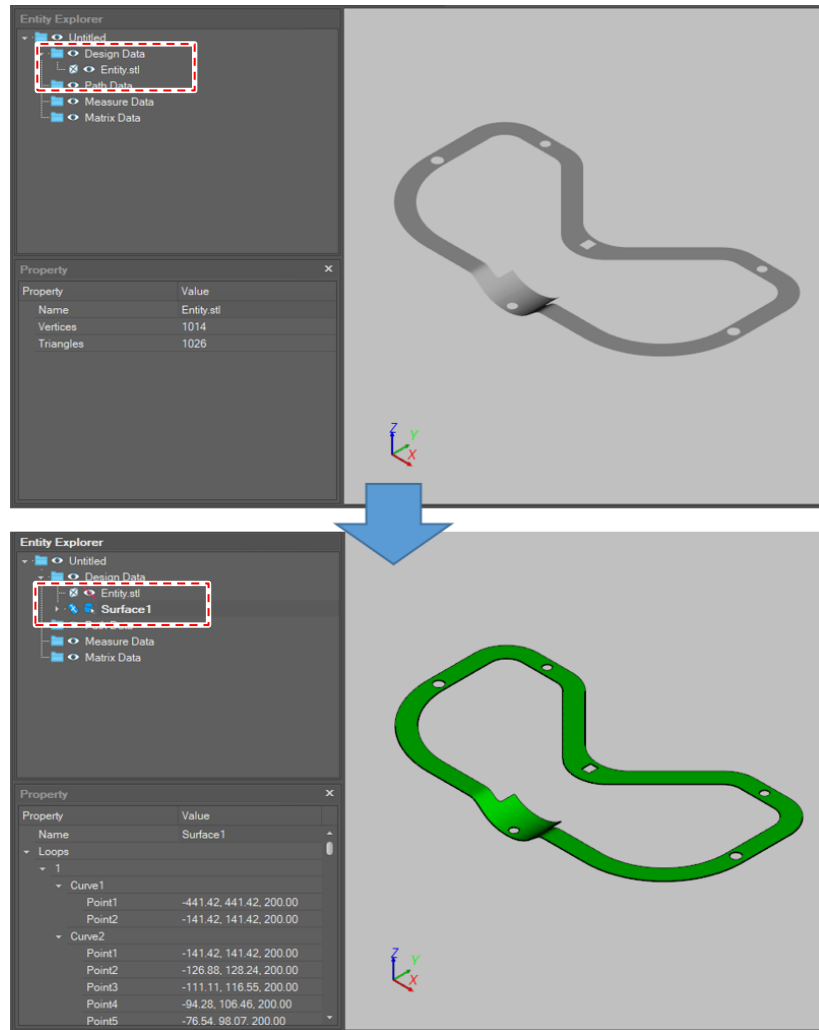 Entity Explorer
Untitled
Design Data
Entity.stl
Path Data
Measure Data
Matrix Data
Property x
Property Value
Name Entity.stl
Vertices 1014
Triangles 1026
Z
Y
X
Entity Explorer
Untitled
Design Data
Entity.stl
Surface1
Path Data
Measure Data
Matrix Data
Property x
Property Value
Name Surface1
Loops
1
Curve1
Point1 -441.42, 441.42, 200.00
Point2 -141.42, 141.42, 200.00
Curve2
Point1 -141.42, 141.42, 200.00
Point2 -126.88, 128.24, 200.00
Point3 -111.11, 116.55, 200.00
Point4 -94.28, 106.46, 200.00
Point5 -76.54, 98.07, 200.00
Z
Y
X